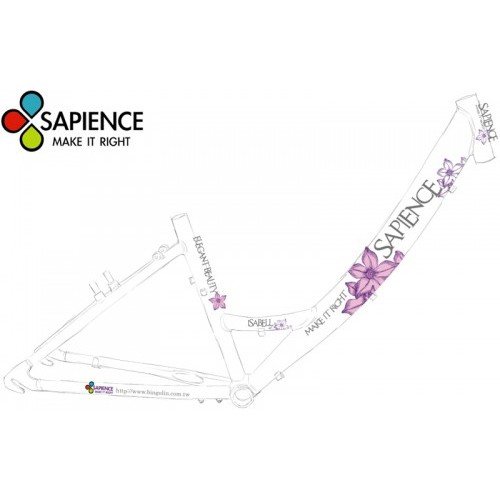 SAPIENCE
MAKE IT RIGHT
SAPIENCE
SAPIENCE
MAKE IT RIGHT
ELEGANT BEAUTY
ISABELL
SAPIENCE
MAKE IT RIGHT
http://www.hingslin.com.tw